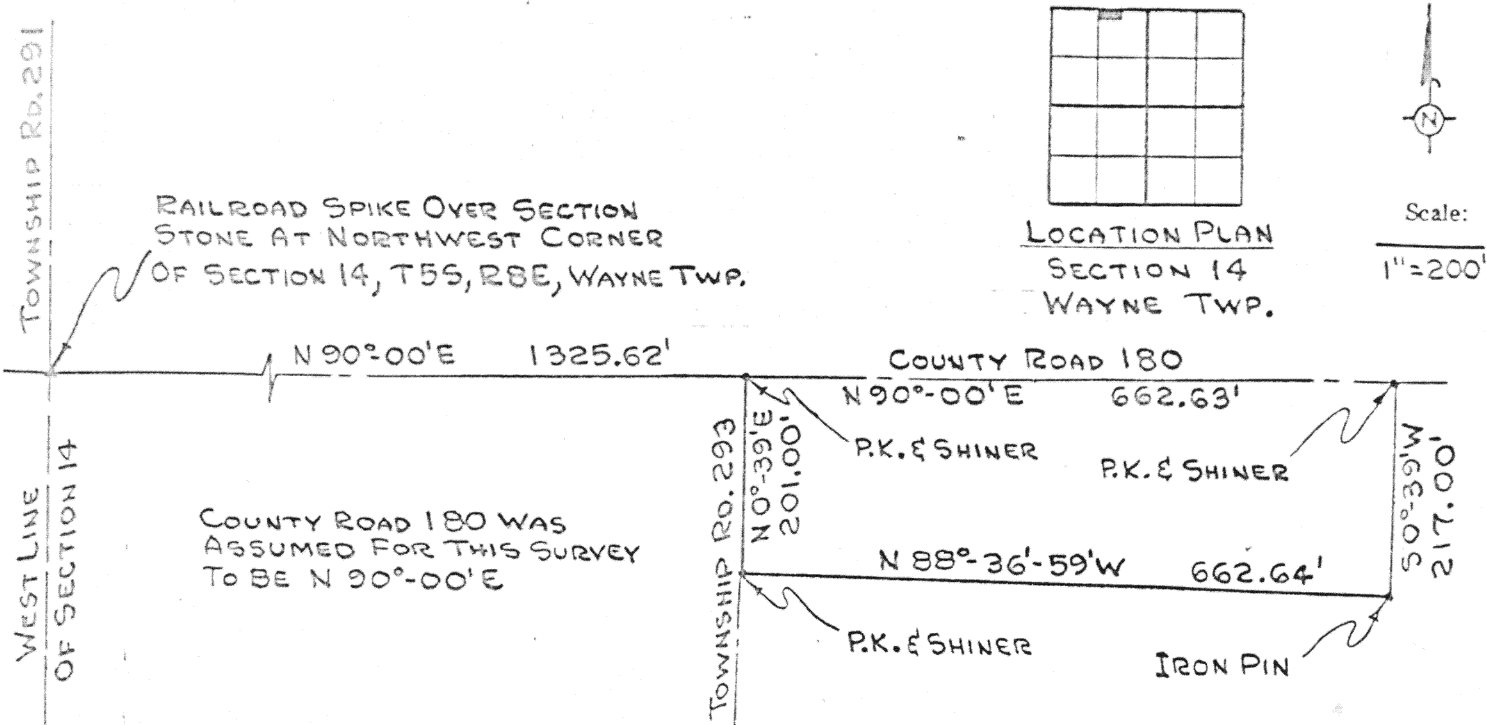 TOWNSHIP RD. 291
RAILROAD SPIKE OVER SECTION
STONE AT NORTHWEST CORNER
OF SECTION 14, T5S, R8E, WAYNE TWP.
LOCATION PLAN
SECTION 14
WAYNE TWP.
N
Scale:
1"=200'
N 90°-00'E 1325.62'
COUNTY ROAD 180
N 90°-00'E 662.63'
P.K. & SHINER
P.K. & SHINER
TOWNSHIP RD. 293
N 0°-39'E
201.00'
S 0°-39'W
217.00'
WEST LINE
OF SECTION 14
COUNTY ROAD 180 WAS
ASSUMED FOR THIS SURVEY
TO BE N 90°-00'E
N 88°-36'-59'W 662.64'
P.K. & SHINER
IRON PIN